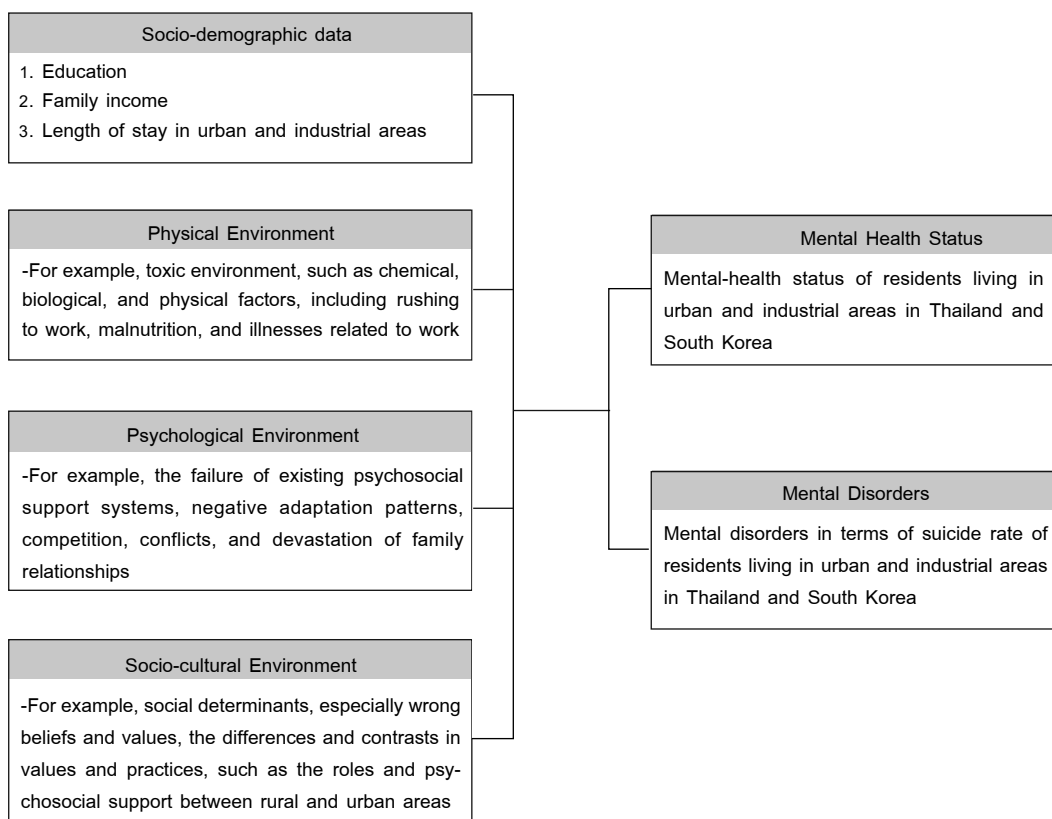 Socio-demographic data
1. Education
2. Family income
3. Length of stay in urban and industrial areas
Physical Environment
-For example, toxic environment, such as chemical,
biological, and physical factors, including rushing
to work, malnutrition, and illnesses related to work
Psychological Environment
-For example, the failure of existing psychosocial
support systems, negative adaptation patterns,
competition, conflicts, and devastation of family
relationships
Socio-cultural Environment
-For example, social determinants, especially wrong
beliefs and values, the differences and contrasts in
values and practices, such as the roles and psy-
chosocial support between rural and urban areas
Mental Health Status
Mental-health status of residents living in
urban and industrial areas in Thailand and
South Korea
Mental Disorders
Mental disorders in terms of suicide rate of
residents living in urban and industrial areas
in Thailand and South Korea